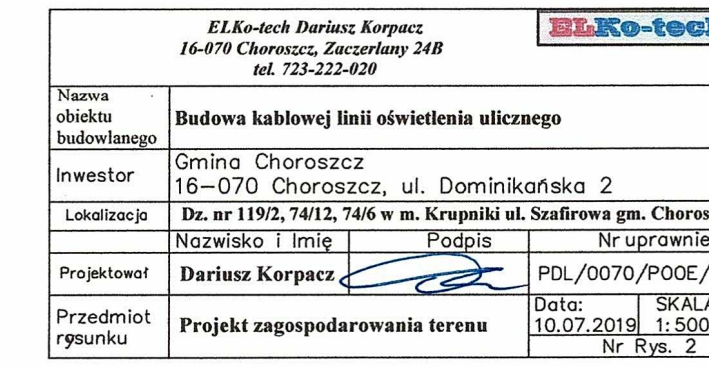 ELKo-tech Dariusz Korpacz
16-070 Choroszcz, Zaczerlany 24B
tel. 723-222-020
Nazwa
obiektu
budowlanego
Budowa kablowej linii oświetlenia ulicznego
Inwestor
Gmina Choroszcz
16-070 Choroszcz, ul. Dominikańska 2
Lokalizacja
Dz. nr 119/2, 74/12, 74/6 w m. Krupniki ul. Szafirowa gm. Choros
Nazwisko i Imię Podpis Nr uprawnie
Projektował Dariusz Korpacz PDL/0070/POOE/
Przedmiot
rysunku
Projekt zagospodarowania terenu
Data: SKALA
10.07.2019 1:500
Nr Rys. 2